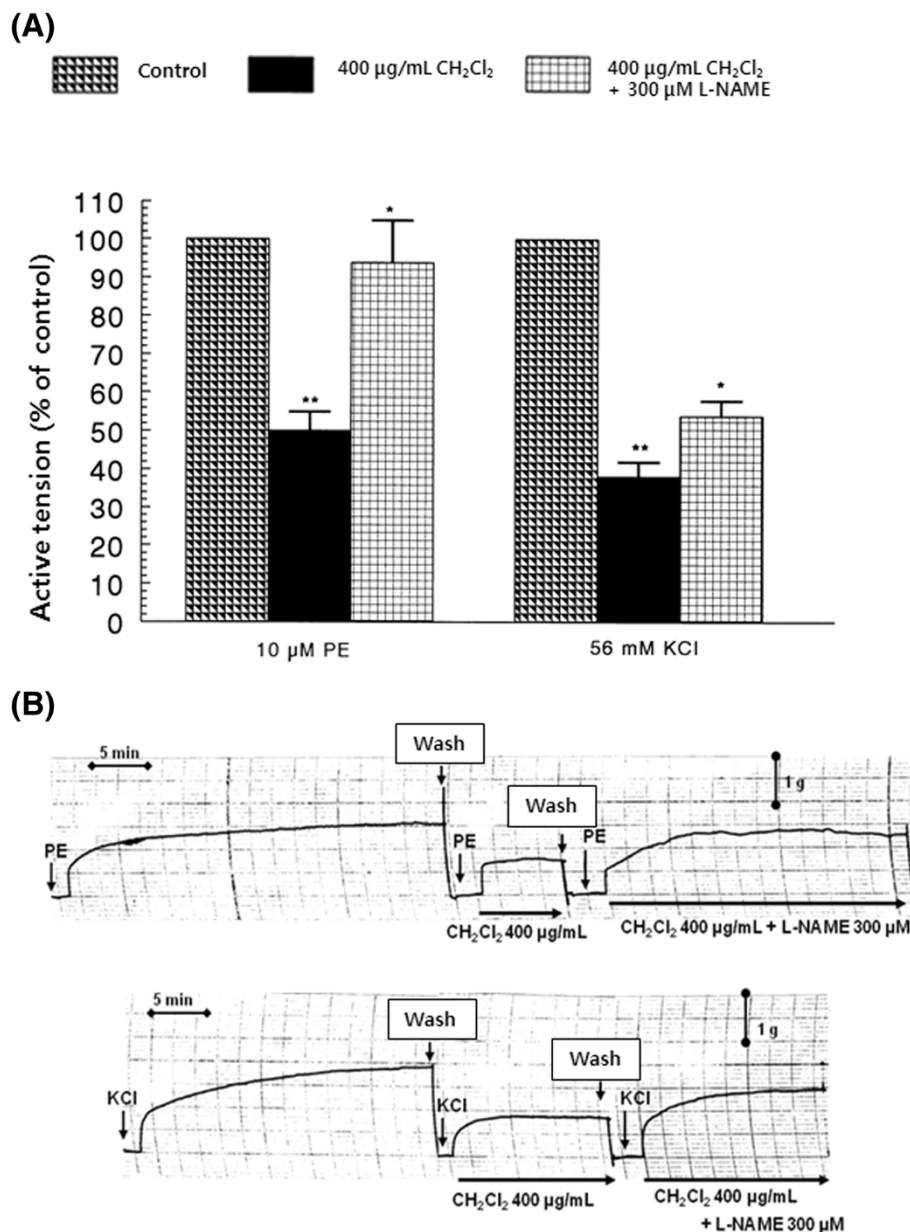 (A)
Control
400 µg/mL CH₂Cl₂
400 µg/mL CH₂Cl₂
+ 300 µM L-NAME
Active tension (% of control)
110
100
90
80
70
60
50
40
30
20
10
0
*
**
*
**
10 µM PE
56 mM KCl
(B)
5 min
Wash
1 g
Wash
PE
PE
PE
CH₂Cl₂ 400 µg/mL
CH₂Cl₂ 400 µg/mL + L-NAME 300 µM
5 min
Wash
1 g
Wash
KCl
KCl
KCl
CH₂Cl₂ 400 µg/mL
CH₂Cl₂ 400 µg/mL
+ L-NAME 300 µM